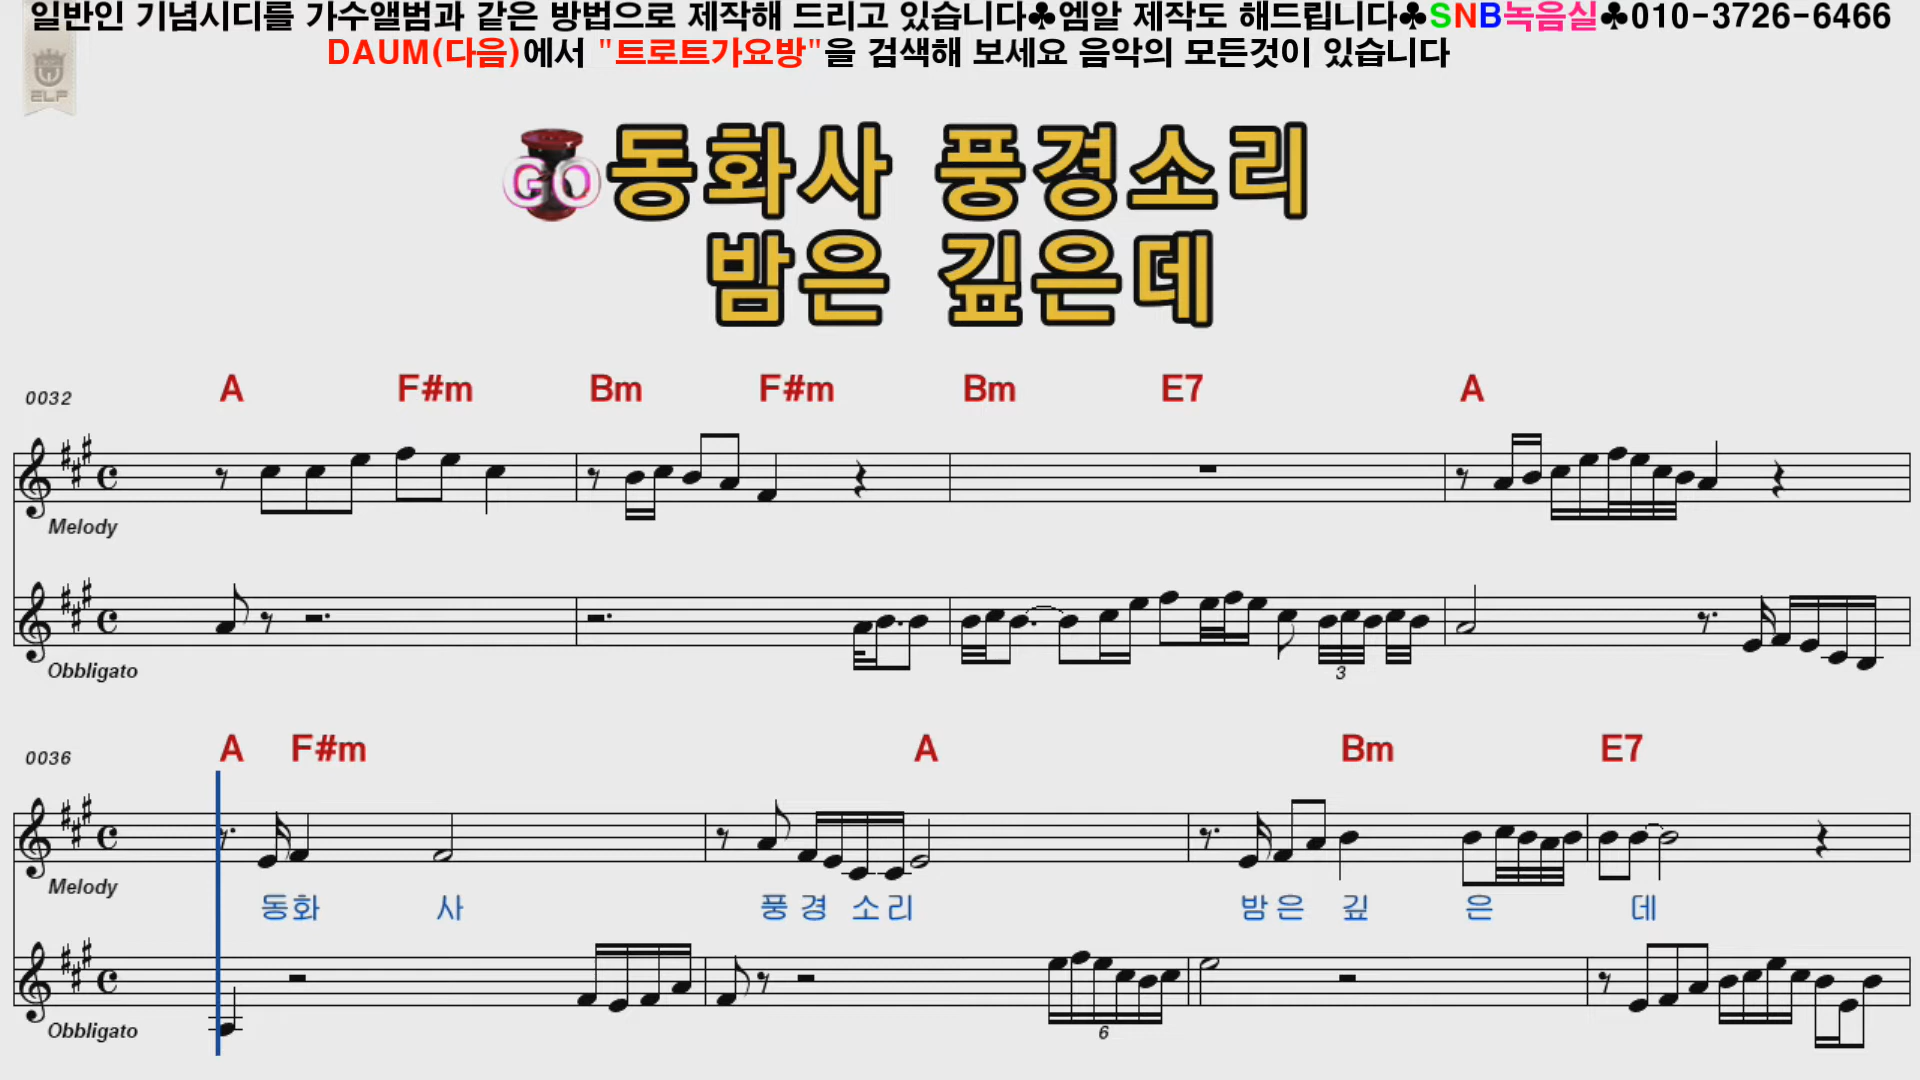 일반인 기념시디를 가수앨범과 같은 방법으로 제작해 드리고 있습니다♣엠알 제작도 해드립니다♣SNB녹음실♣010-3726-6466
DAUM(다음)에서 "트로트가요방"을 검색해 보세요 음악의 모든것이 있습니다
ELF
GO동화사 풍경소리
밤은 깊은데
0032 A F#m Bm F#m Bm E7 A
Melody
Obbligato
3
0036 A F#m A Bm E7
Melody
동화 사 풍 경 소 리 밤 은 깊 은 데
Obbligato
6